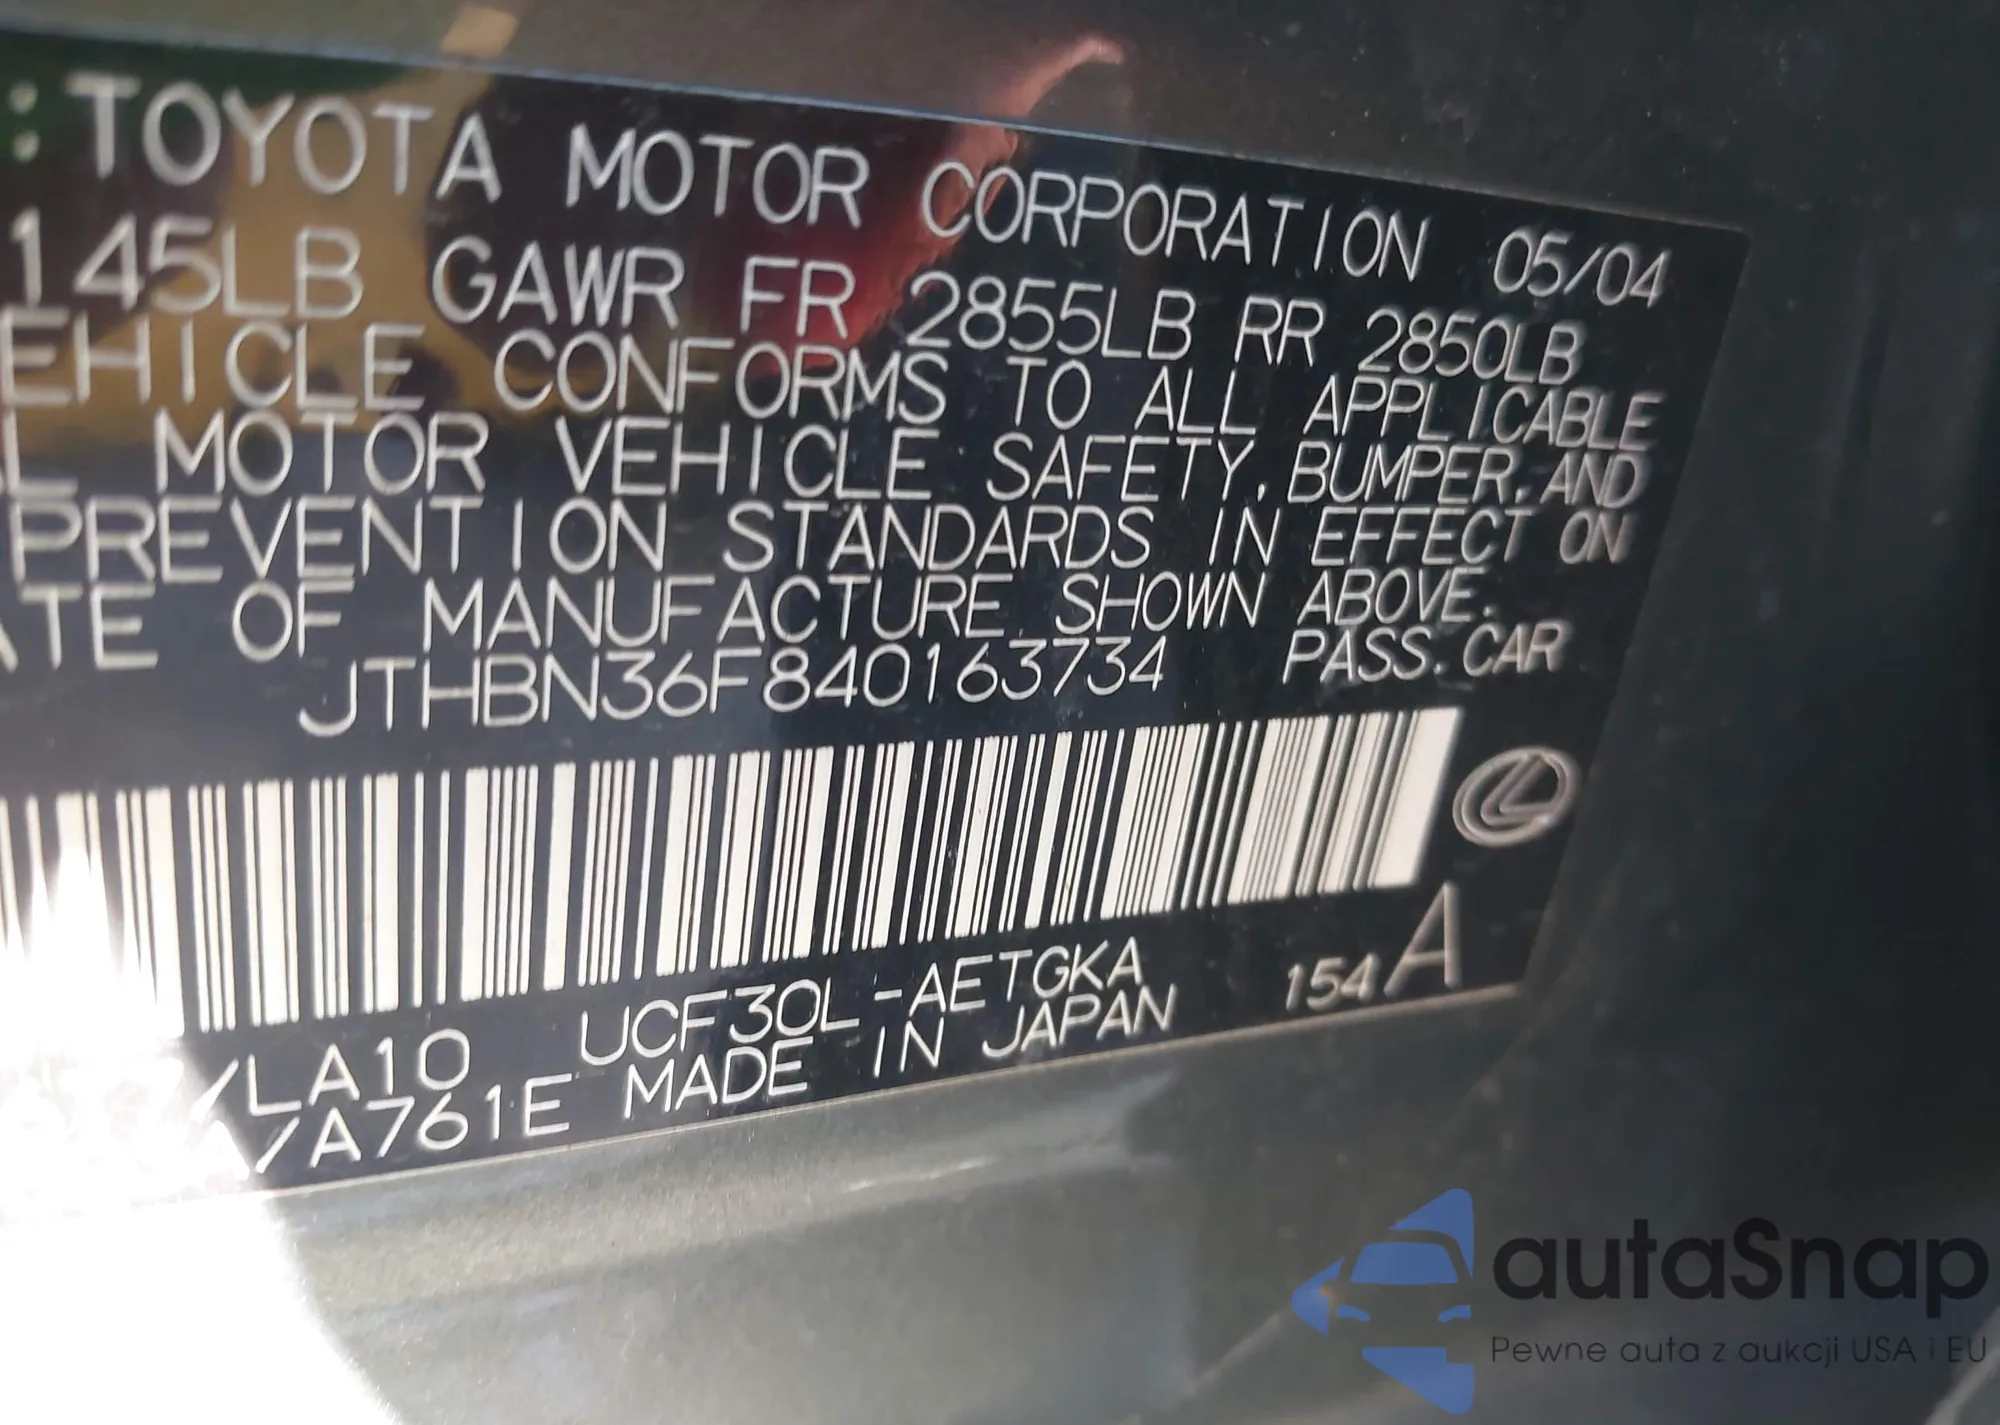 : TOYOTA MOTOR CORPORATION 05/04
145LB GAWR FR 2855LB RR 2850LB
EHICLE CONFORMS TO ALL APPLICABLE
L MOTOR VEHICLE SAFETY, BUMPER, AND
PREVENTION STANDARDS IN EFFECT ON
ATE OF MANUFACTURE SHOWN ABOVE.
JTHBN36F840163734 PASS. CAR
/LA10 UCF30L-AETGKA 154 A
/A761E MADE IN JAPAN
autaSnap
Pewne auta z aukcji USA i EU